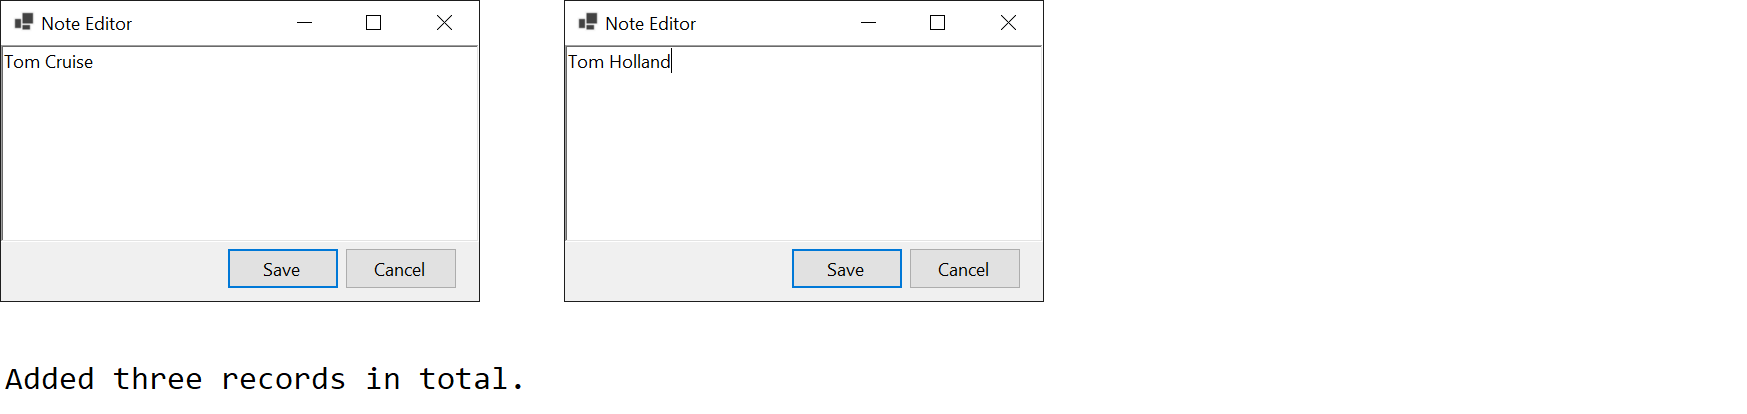 Note Editor
Tom Cruise
Save Cancel
Note Editor
Tom Holland
Save Cancel
Added three records in total.